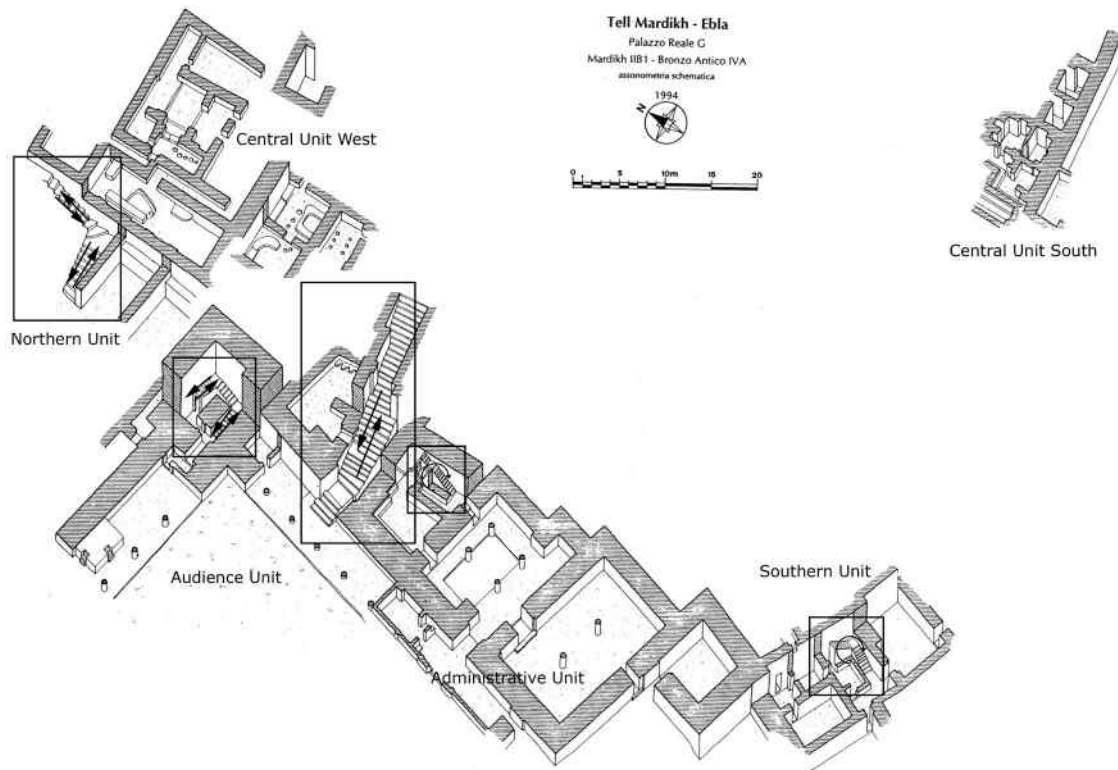 Tell Mardikh - Ebla
Palazzo Reale G
Mardikh IIB1 - Bronzo Antico IVA
assonometria schematica
1994
N
0 5 10m 15 20
Central Unit West
Central Unit South
Northern Unit
Audience Unit
Southern Unit
Administrative Unit